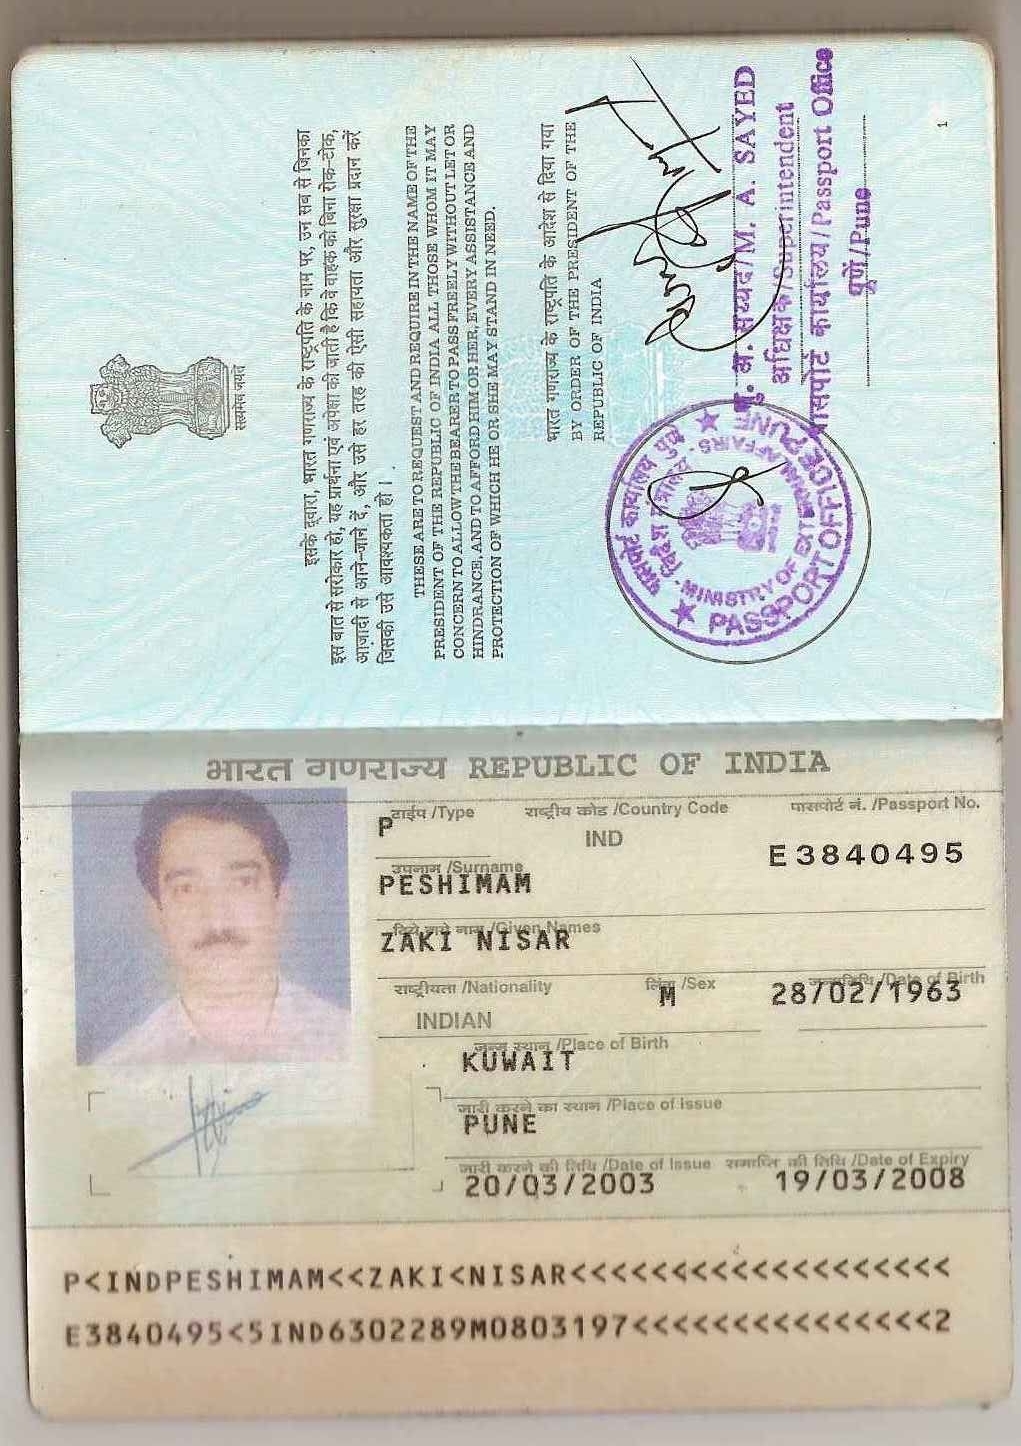 सत्यमेव जयते
इसके द्वारा, भारत गणराज्य के राष्ट्रपति के नाम पर, उन सब से जिनका
इस बात से सरोकार हो, यह प्रार्थना एवं अपेक्षा की जाती है कि वे वाहक को बिना रोक-टोक,
आज़ादी से आने-जाने दें, और उसे हर तरह की ऐसी सहायता और सुरक्षा प्रदान करें
जिसकी उसे आवश्यकता हो ।
THESE ARE TO REQUEST AND REQUIRE IN THE NAME OF THE
PRESIDENT OF THE REPUBLIC OF INDIA ALL THOSE WHOM IT MAY
CONCERN TO ALLOW THE BEARER TO PASS FREELY WITHOUT LET OR
HINDRANCE, AND TO AFFORD HIM OR HER, EVERY ASSISTANCE AND
PROTECTION OF WHICH HE OR SHE MAY STAND IN NEED.
भारत गणराज्य के राष्ट्रपति के आदेश से दिया गया
BY ORDER OF THE PRESIDENT OF THE
REPUBLIC OF INDIA
मु. अ. सय्यद/M. A. SAYED
अधिक्षक/Superintendent
पासपोर्ट कार्यालय/Passport Office
पुणे/Pune
पासपोर्ट कार्यालय पुणे
विदेश मंत्रालय
MINISTRY OF EXTERNAL AFFAIRS
PASSPORT OFFICE PUNE
1
भारत गणराज्य REPUBLIC OF INDIA
टाईप /Type राष्ट्रीय कोड /Country Code पासपोर्ट नं. /Passport No.
P IND E3840495
उपनाम /Surname
PESHIMAM
दिये गये नाम /Given Names
ZAKI NISAR
राष्ट्रीयता /Nationality लिंग /Sex जन्मतिथि /Date of Birth
INDIAN M 28/02/1963
जन्म स्थान /Place of Birth
KUWAIT
जारी करने का स्थान /Place of Issue
PUNE
जारी करने की तिथि /Date of Issue समाप्ति की तिथि /Date of Expiry
20/03/2003 19/03/2008
P<INDPESHIMAM<<ZAKI<NISAR<<<<<<<<<<<<<<<<<<<
E3840495<5IND6302289M0803197<<<<<<<<<<<<<<<2